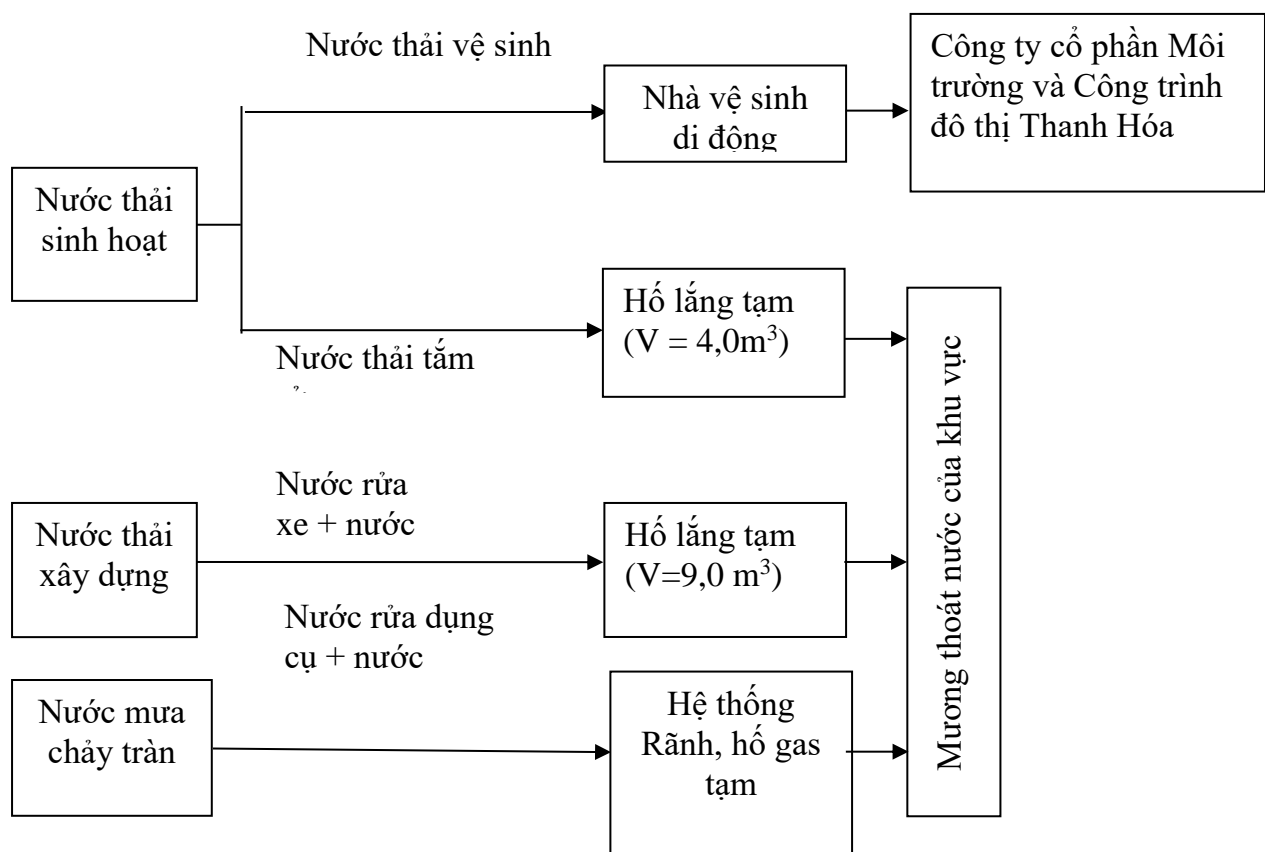 Nước thải vệ sinh
Nhà vệ sinh
di động
Công ty cổ phần Môi
trường và Công trình
đô thị Thanh Hóa
Nước thải
sinh hoạt
Hố lắng tạm
(V = 4,0m³)
Nước thải tắm
Mương thoát nước của khu vực
Nước rửa
xe + nước
Nước thải
xây dựng
Hố lắng tạm
(V=9,0 m³)
Nước rửa dụng
cụ + nước
Nước mưa
chảy tràn
Hệ thống
Rãnh, hố gas
tạm